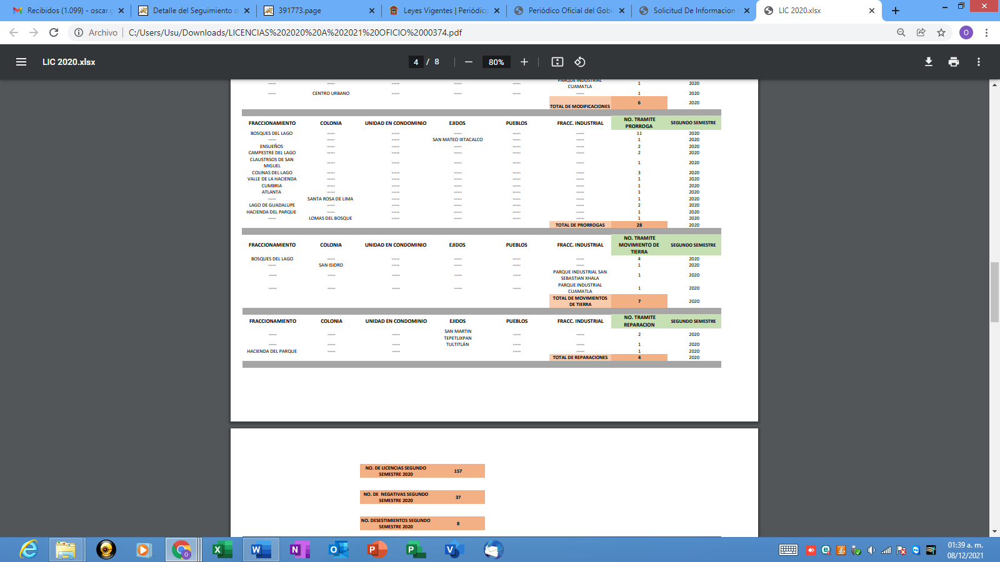 Recibidos (1.099) - oscar.g
Detalle del Seguimiento d
391773.page
Leyes Vigentes | Periódico
Periódico Oficial del Gobi
Solicitud De Informacion
LIC 2020.xlsx
Archivo | C:/Users/Usu/Downloads/LICENCIAS%202020%20A%202021%20OFICIO%2000374.pdf
O
LIC 2020.xlsx
4 / 8
80%
----- ----- ----- ----- ----- PARQUE INDUSTRIAL CUAMATLA 1 2020
----- CENTRO URBANO ----- ----- ----- ----- 1 2020
TOTAL DE MODIFICACIONES 6 2020
FRACCIONAMIENTO COLONIA UNIDAD EN CONDOMINIO EJIDOS PUEBLOS FRACC. INDUSTRIAL NO. TRAMITE PRORROGA SEGUNDO SEMESTRE
BOSQUES DEL LAGO ----- ----- ----- ----- ----- 11 2020
----- ----- ----- SAN MATEO IXTACALCO ----- ----- 1 2020
ENSUEÑOS ----- ----- ----- ----- ----- 2 2020
CAMPESTRE DEL LAGO ----- ----- ----- ----- ----- 2 2020
CLAUSTRSOS DE SAN MIGUEL ----- ----- ----- ----- ----- 1 2020
COLINAS DEL LAGO ----- ----- ----- ----- ----- 3 2020
VALLE DE LA HACIENDA ----- ----- ----- ----- ----- 1 2020
CUMBRIA ----- ----- ----- ----- ----- 1 2020
ATLANTA ----- ----- ----- ----- ----- 1 2020
----- SANTA ROSA DE LIMA ----- ----- ----- ----- 1 2020
LAGO DE GUADALUPE ----- ----- ----- ----- ----- 2 2020
HACIENDA DEL PARQUE ----- ----- ----- ----- ----- 1 2020
----- LOMAS DEL BOSQUE ----- ----- ----- ----- 1 2020
TOTAL DE PRORROGAS 28 2020
FRACCIONAMIENTO COLONIA UNIDAD EN CONDOMINIO EJIDOS PUEBLOS FRACC. INDUSTRIAL NO. TRAMITE MOVIMIENTO DE TIERRA SEGUNDO SEMESTRE
BOSQUES DEL LAGO ----- ----- ----- ----- ----- 4 2020
----- SAN ISIDRO ----- ----- ----- ----- 1 2020
----- ----- ----- ----- ----- PARQUE INDUSTRIAL SAN SEBASTIAN XHALA 1 2020
----- ----- ----- ----- ----- PARQUE INDUSTRIAL CUAMATLA 1 2020
TOTAL DE MOVIMIENTOS DE TIERRA 7 2020
FRACCIONAMIENTO COLONIA UNIDAD EN CONDOMINIO EJIDOS PUEBLOS FRACC. INDUSTRIAL NO. TRAMITE REPARACION SEGUNDO SEMESTRE
----- ----- ----- SAN MARTIN TEPETLIXPAN ----- ----- 2 2020
----- ----- ----- TULTITLÁN ----- ----- 1 2020
HACIENDA DEL PARQUE ----- ----- ----- ----- 1 2020
TOTAL DE REPARACIONES 4 2020
NO. DE LICENCIAS SEGUNDO SEMESTRE 2020 157
NO. DE NEGATIVAS SEGUNDO SEMESTRE 2020 37
NO. DESESTIMIENTOS SEGUNDO SEMESTRE 2020 8
01:39 a. m.
08/12/2021